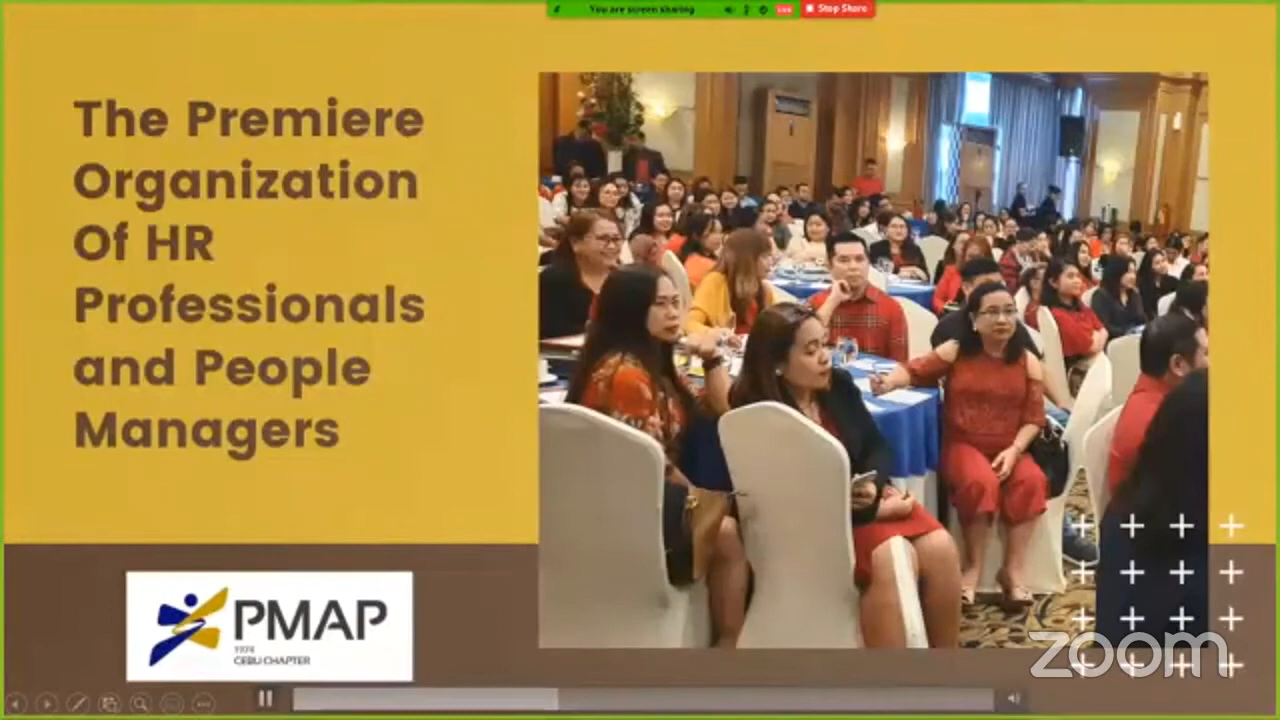 You are screen sharing
LIVE
Stop Share
The Premiere
Organization
Of HR
Professionals
and People
Managers
PMAP
1974
CEBU CHAPTER
zoom